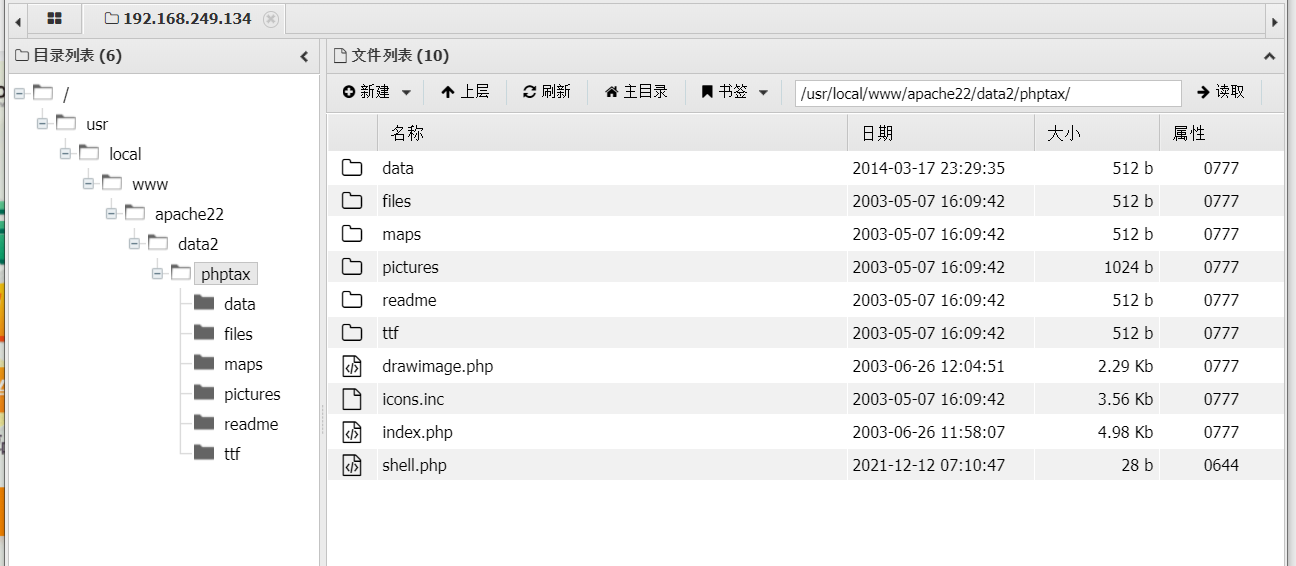 192.168.249.134
目录列表 (6)
/
usr
local
www
apache22
data2
phptax
data
files
maps
pictures
readme
ttf
文件列表 (10)
新建 上层 刷新 主目录 书签 /usr/local/www/apache22/data2/phptax/ 读取
名称 日期 大小 属性
data 2014-03-17 23:29:35 512 b 0777
files 2003-05-07 16:09:42 512 b 0777
maps 2003-05-07 16:09:42 512 b 0777
pictures 2003-05-07 16:09:42 1024 b 0777
readme 2003-05-07 16:09:42 512 b 0777
ttf 2003-05-07 16:09:42 512 b 0777
drawimage.php 2003-06-26 12:04:51 2.29 Kb 0777
icons.inc 2003-05-07 16:09:42 3.56 Kb 0777
index.php 2003-06-26 11:58:07 4.98 Kb 0777
shell.php 2021-12-12 07:10:47 28 b 0644